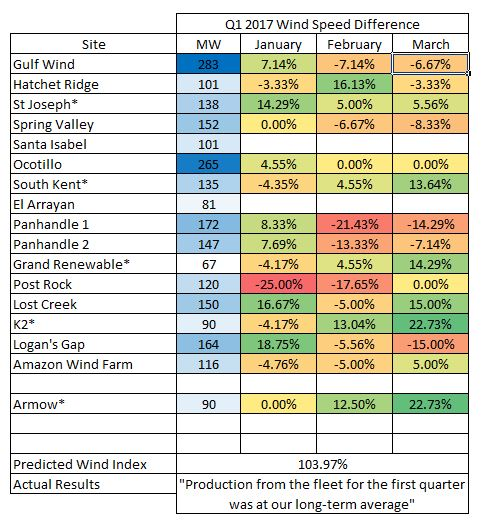 Q1 2017 Wind Speed Difference
Site MW January February March
Gulf Wind 283 7.14% -7.14% -6.67%
Hatchet Ridge 101 -3.33% 16.13% -3.33%
St Joseph* 138 14.29% 5.00% 5.56%
Spring Valley 152 0.00% -6.67% -8.33%
Santa Isabel 101
Ocotillo 265 4.55% 0.00% 0.00%
South Kent* 135 -4.35% 4.55% 13.64%
El Arrayan 81
Panhandle 1 172 8.33% -21.43% -14.29%
Panhandle 2 147 7.69% -13.33% -7.14%
Grand Renewable* 67 -4.17% 4.55% 14.29%
Post Rock 120 -25.00% -17.65% 0.00%
Lost Creek 150 16.67% -5.00% 15.00%
K2* 90 -4.17% 13.04% 22.73%
Logan's Gap 164 18.75% -5.56% -15.00%
Amazon Wind Farm 116 -4.76% -5.00% 5.00%
Armow* 90 0.00% 12.50% 22.73%
Predicted Wind Index 103.97%
Actual Results "Production from the fleet for the first quarter
was at our long-term average"